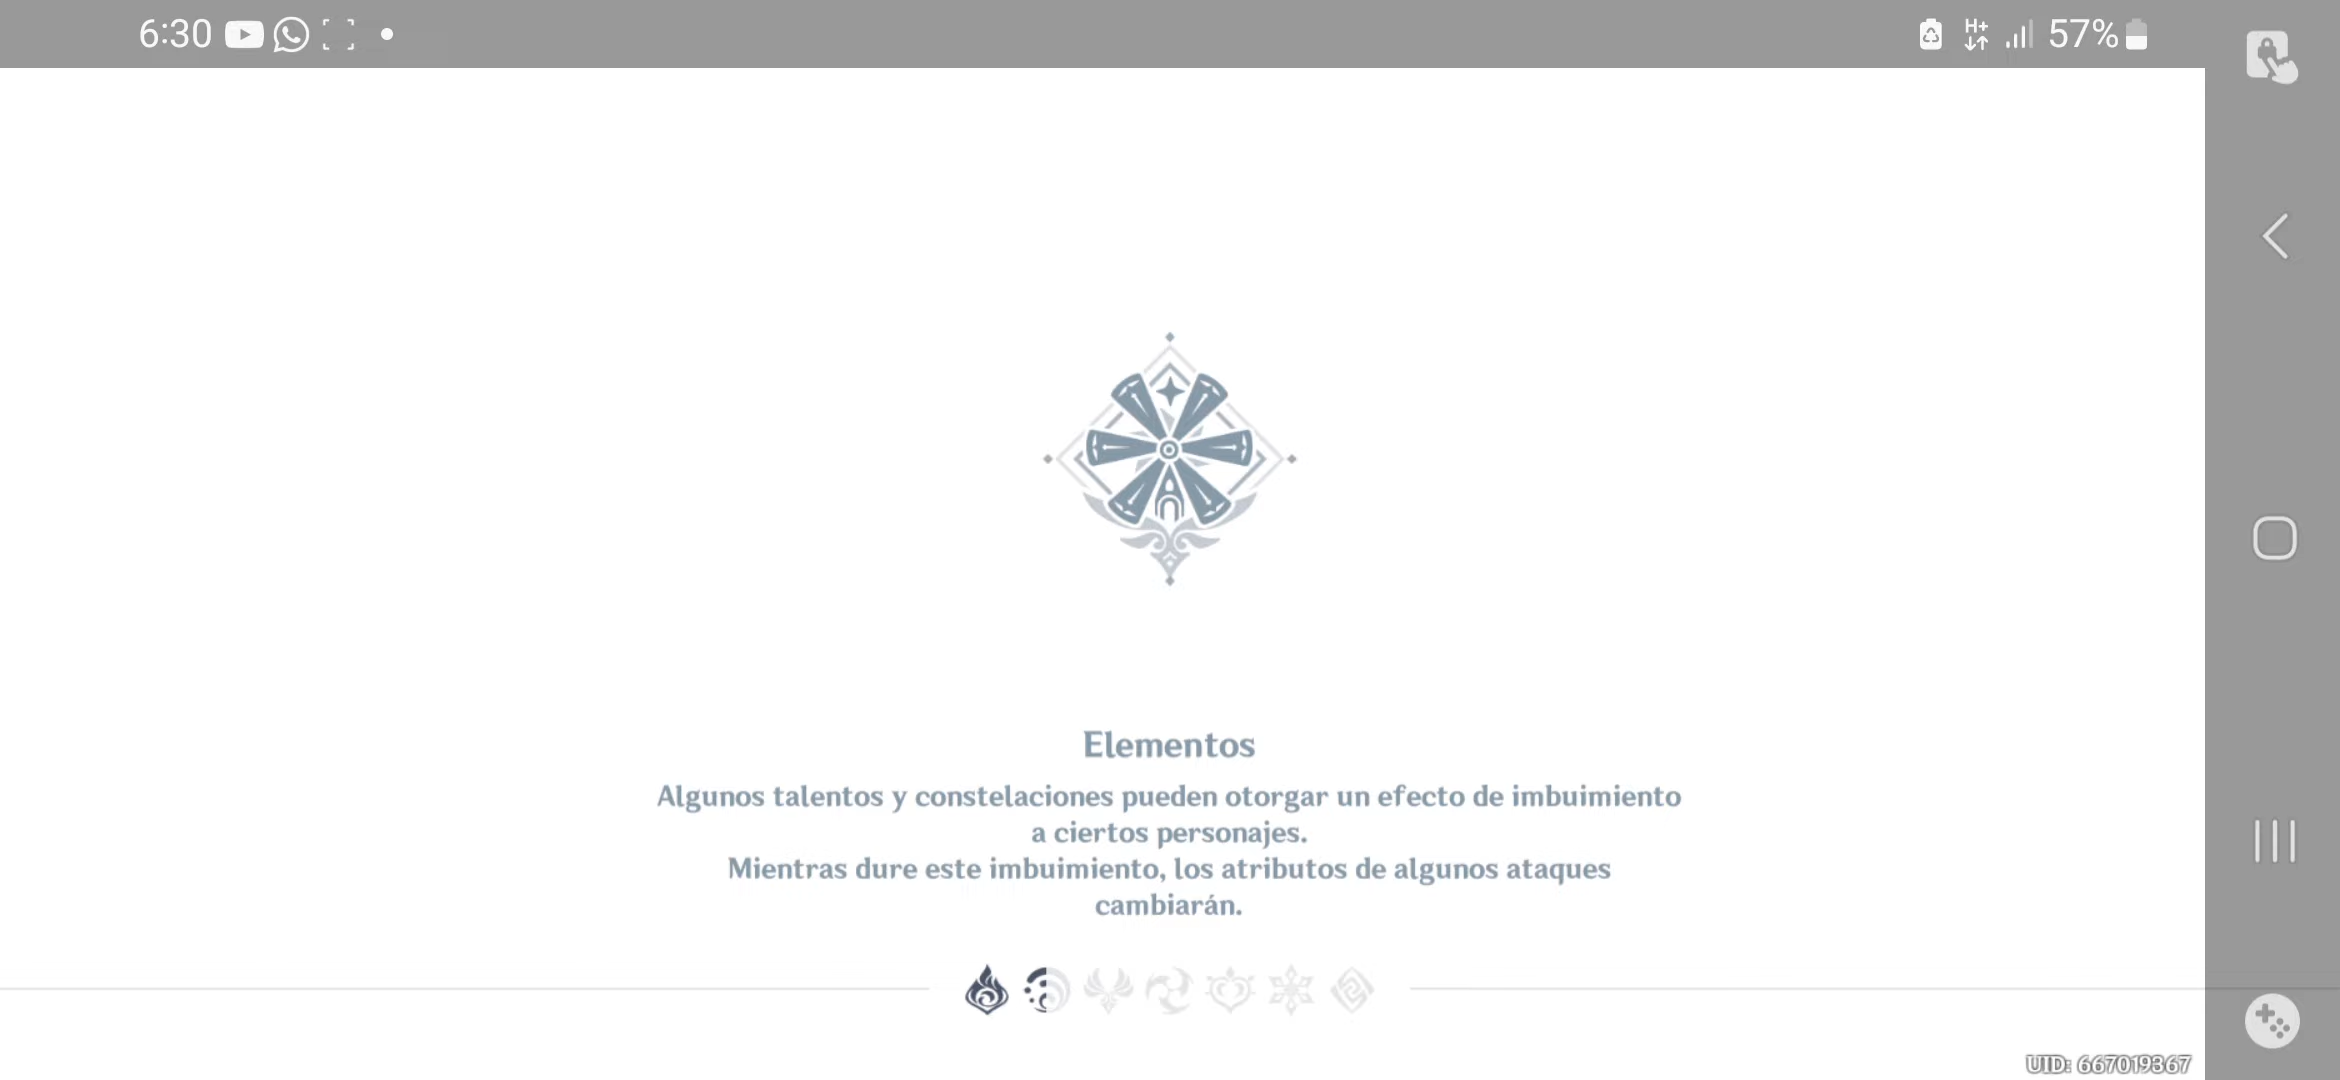 6:30
H+
57%
Elementos
Algunos talentos y constelaciones pueden otorgar un efecto de imbuimiento
a ciertos personajes.
Mientras dure este imbuimiento, los atributos de algunos ataques
cambiarán.
UID: 667019367